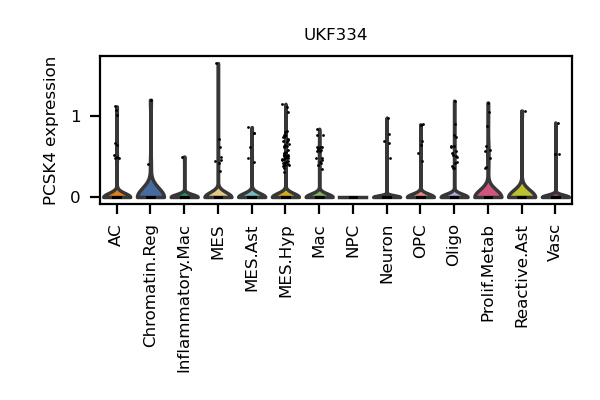 UKF334
PCSK4 expression
1
0
AC
Chromatin.Reg
Inflammatory.Mac
MES
MES.Ast
MES.Hyp
Mac
NPC
Neuron
OPC
Oligo
Prolif.Metab
Reactive.Ast
Vasc